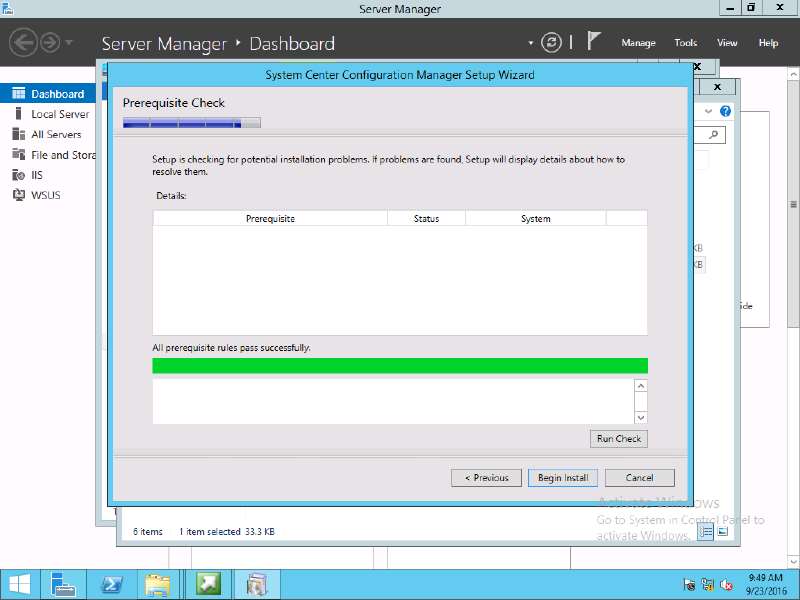 Server Manager
Server Manager ‣ Dashboard
Manage Tools View Help
Dashboard
Local Server
All Servers
File and Stora
IIS
WSUS
System Center Configuration Manager Setup Wizard
Prerequisite Check
Setup is checking for potential installation problems. If problems are found, Setup will display details about how to
resolve them.
Details:
Prerequisite Status System
All prerequisite rules pass successfully.
Run Check
< Previous Begin Install Cancel
KB
KB
ide
6 items 1 item selected 33.3 KB
Activate Windows
Go to System in Control Panel to
activate Windows.
9:49 AM
9/23/2016